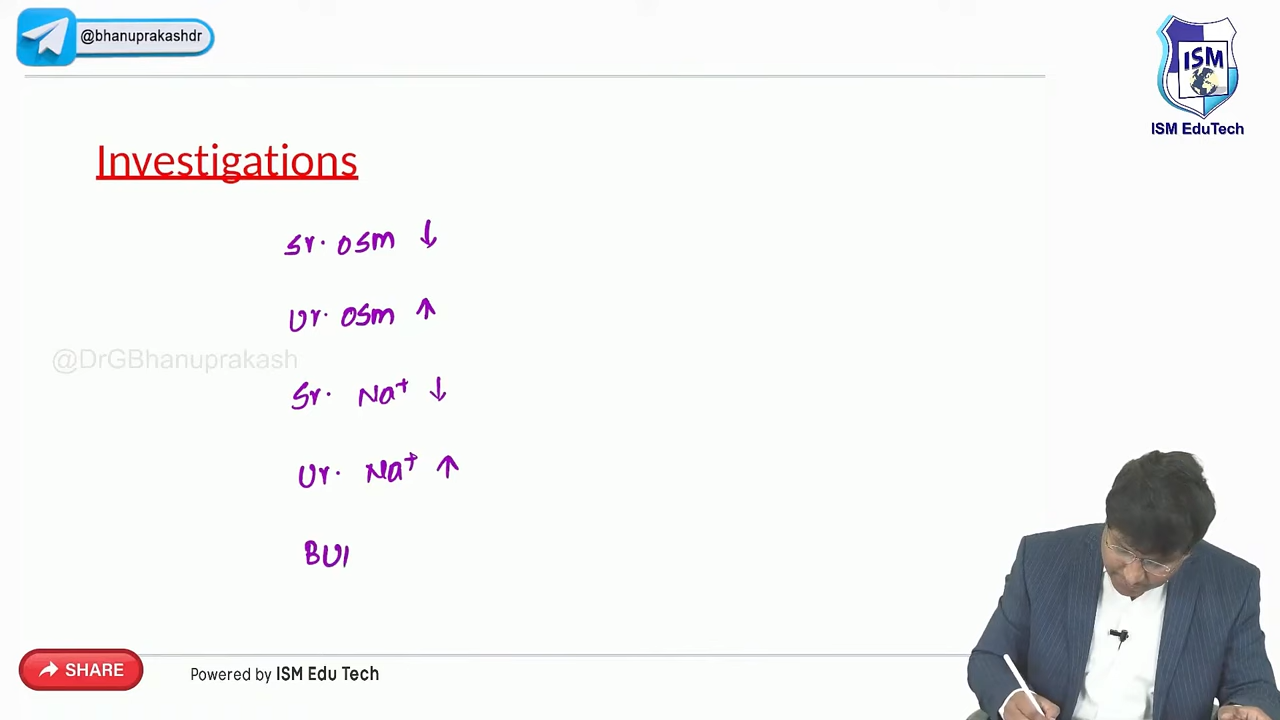 @bhanuprakashdr
ISM
ISM EduTech
Investigations
Sr. OSM ↓
Ur. OSM ↑
@DrGBhanuprakash
Sr. Na+ ↓
Ur. Na+ ↑
BUI
SHARE
Powered by ISM Edu Tech